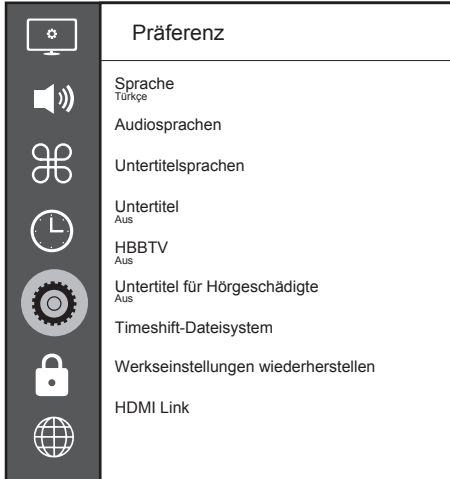 Präferenz
Sprache
Türkçe
Audiosprachen
Untertitelsprachen
Untertitel
Aus
HBBTV
Aus
Untertitel für Hörgeschädigte
Aus
Timeshift-Dateisystem
Werkseinstellungen wiederherstellen
HDMI Link